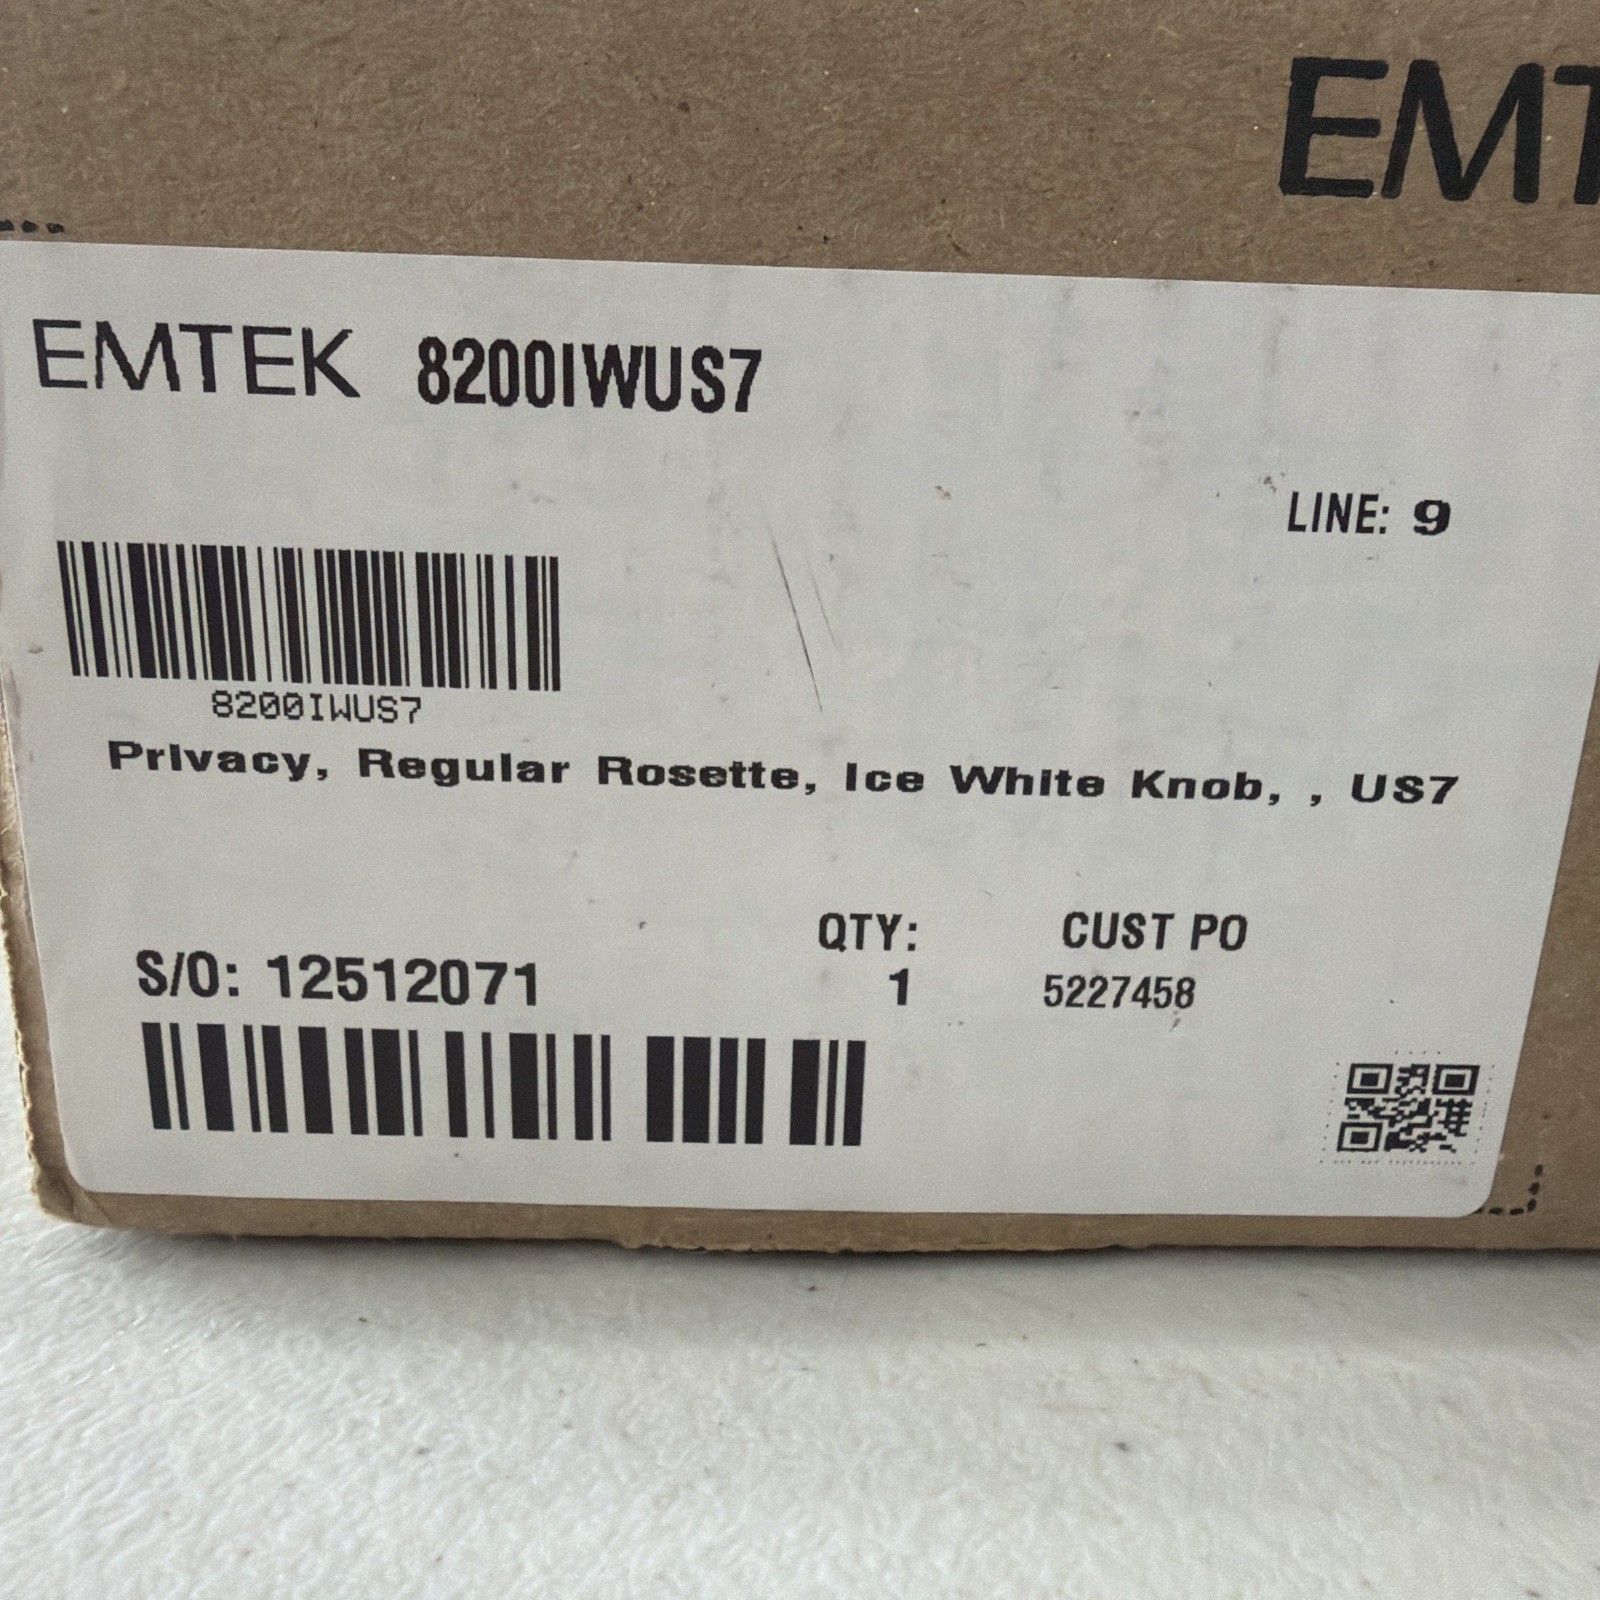 EMT
EMTEK 8200IWUS7
LINE: 9
8200IWUS7
Privacy, Regular Rosette, Ice White Knob, , US7
QTY: CUST PO
S/O: 12512071 1 5227458